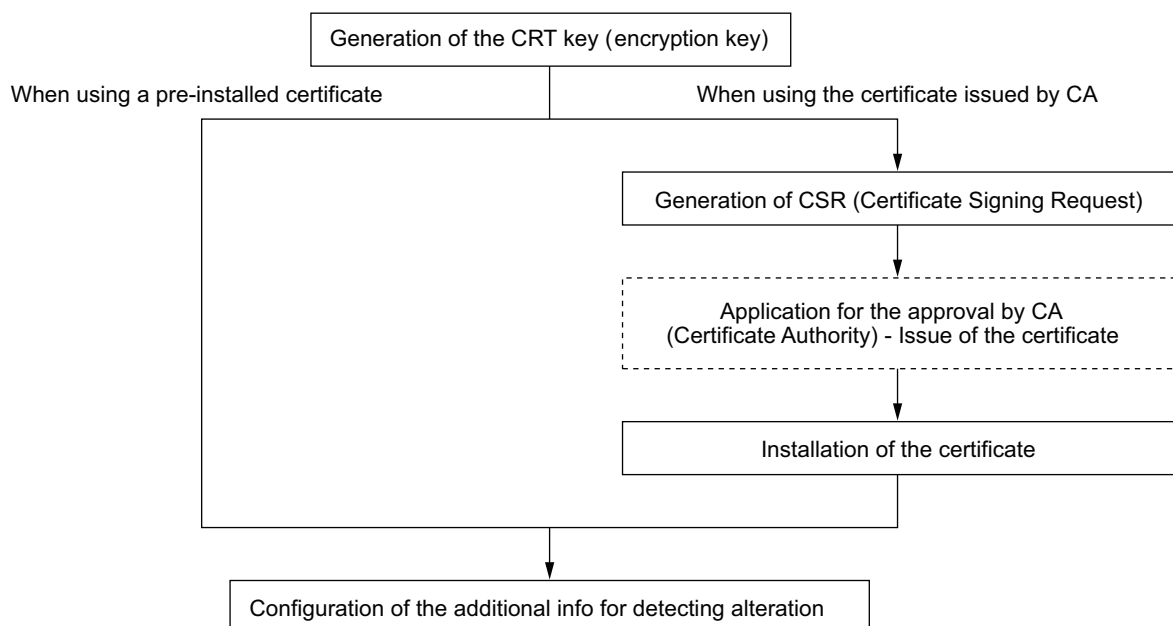 Generation of the CRT key (encryption key)
When using a pre-installed certificate
When using the certificate issued by CA
Generation of CSR (Certificate Signing Request)
Application for the approval by CA
(Certificate Authority) - Issue of the certificate
Installation of the certificate
Configuration of the additional info for detecting alteration